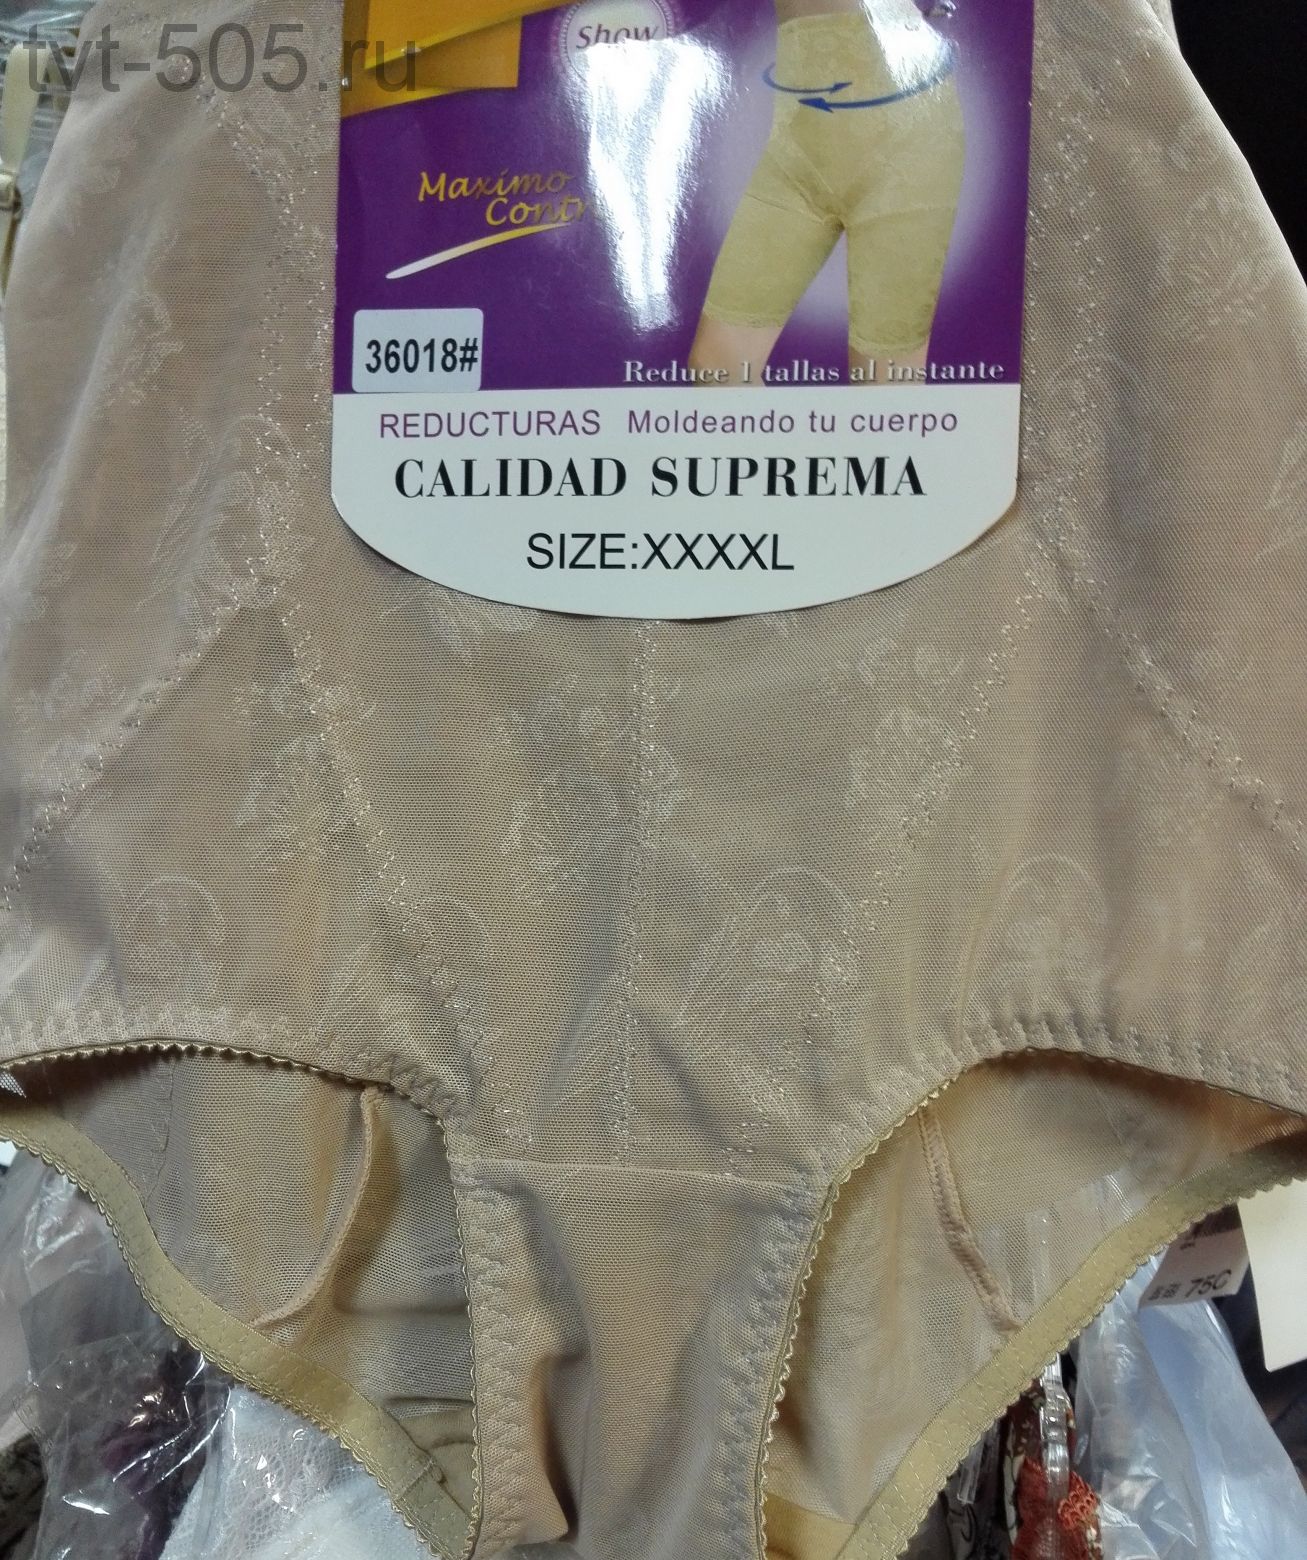 tvt-505.ru
Show
Maximo
Contr
36018#
Reduce 1 tallas al instante
REDUCTURAS Moldeando tu cuerpo
CALIDAD SUPREMA
SIZE:XXXXL
75C